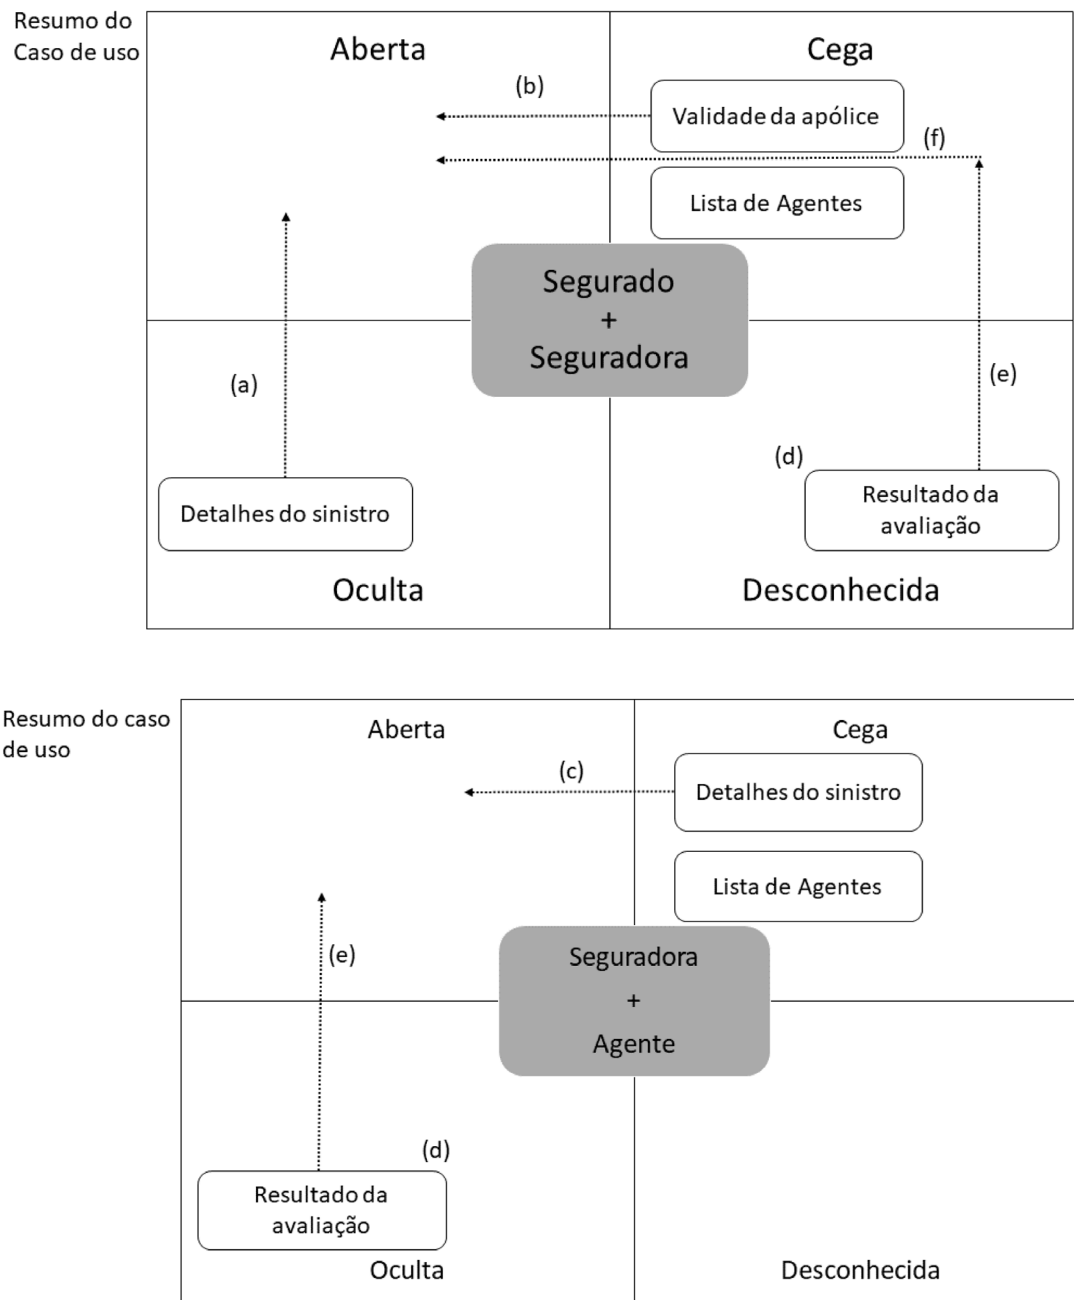 Resumo do
Caso de uso
Aberta
Cega
(b)
Validade da apólice
(f)
Lista de Agentes
Segurado
+
Seguradora
(a)
(e)
(d)
Detalhes do sinistro
Resultado da
avaliação
Oculta
Desconhecida
Resumo do caso
de uso
Aberta
Cega
(c)
Detalhes do sinistro
Lista de Agentes
(e)
Seguradora
+
Agente
(d)
Resultado da
avaliação
Oculta
Desconhecida